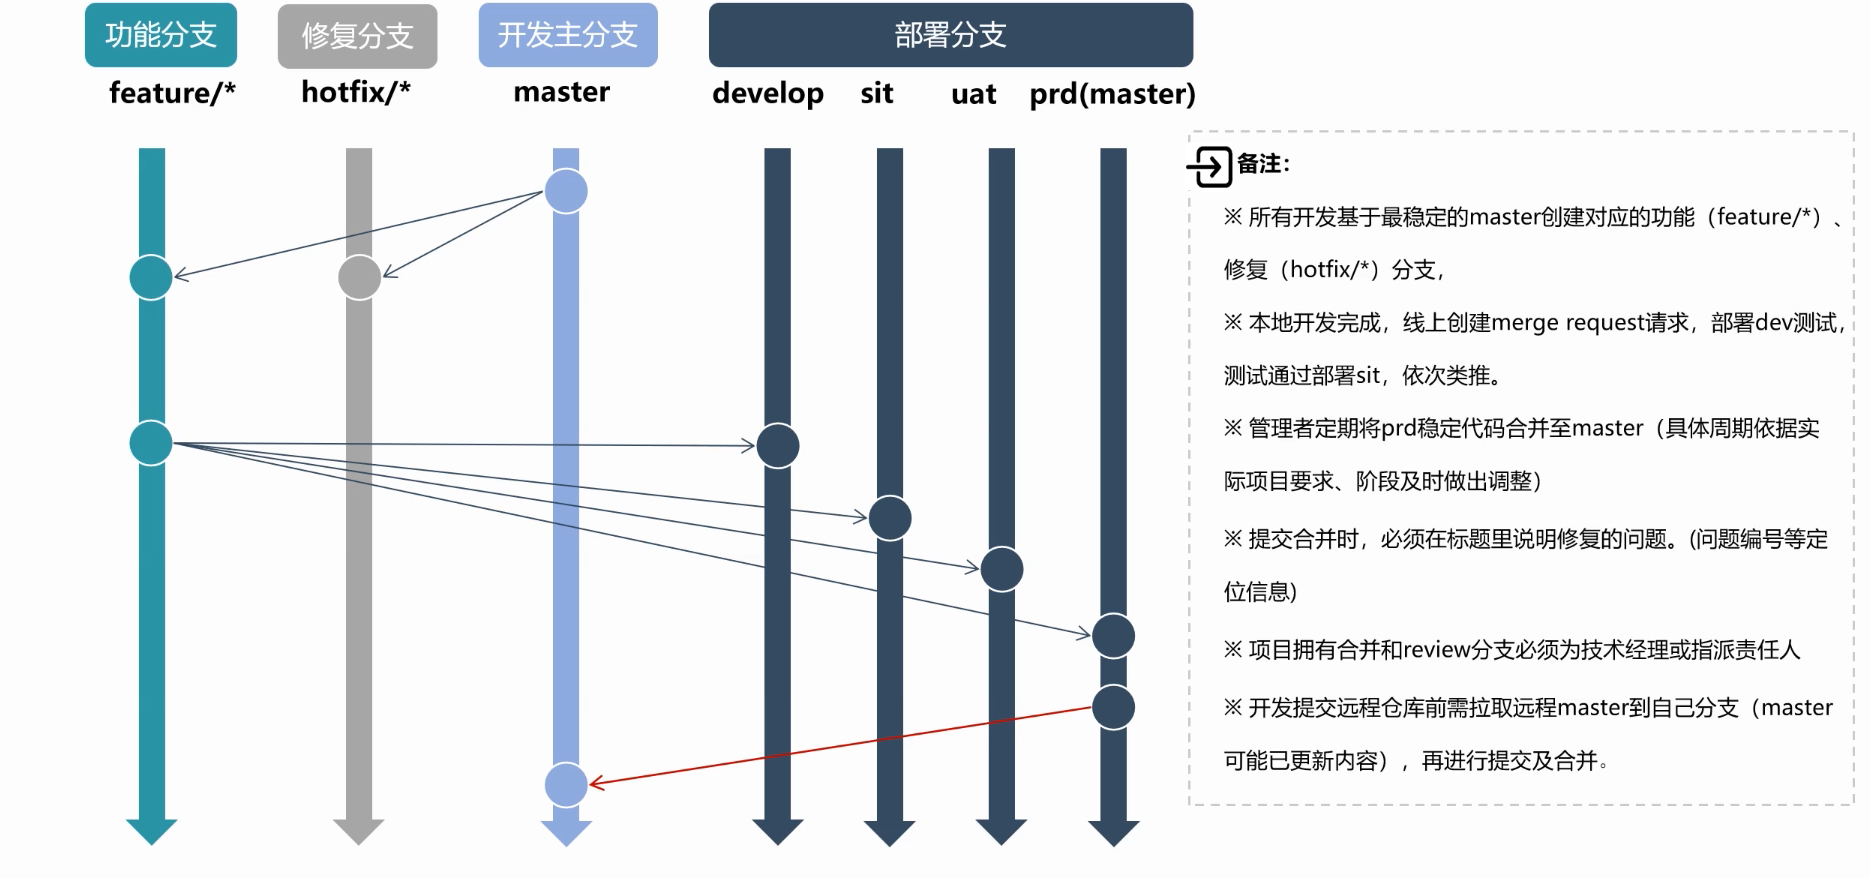 功能分支
修复分支
开发主分支
部署分支
feature/*
hotfix/*
master
develop
sit
uat
prd(master)
备注：
※ 所有开发基于最稳定的master创建对应的功能（feature/*）、
修复（hotfix/*）分支，
※ 本地开发完成，线上创建merge request请求，部署dev测试，
测试通过部署sit，依次类推。
※ 管理者定期将prd稳定代码合并至master（具体周期依据实
际项目要求、阶段及时做出调整）
※ 提交合并时，必须在标题里说明修复的问题。(问题编号等定
位信息)
※ 项目拥有合并和review分支必须为技术经理或指派责任人
※ 开发提交远程仓库前需拉取远程master到自己分支（master
可能已更新内容），再进行提交及合并。